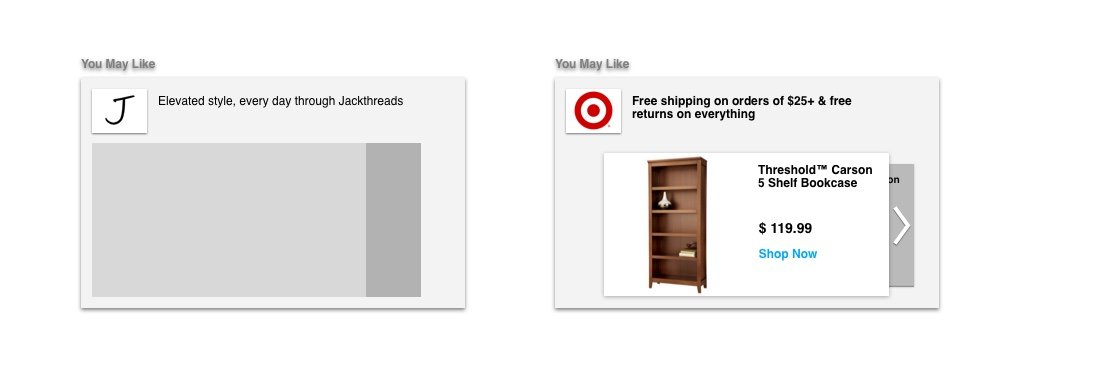 You May Like
J
Elevated style, every day through Jackthreads
You May Like
Free shipping on orders of $25+ & free
returns on everything
Threshold™ Carson
5 Shelf Bookcase
on
$ 119.99
Shop Now